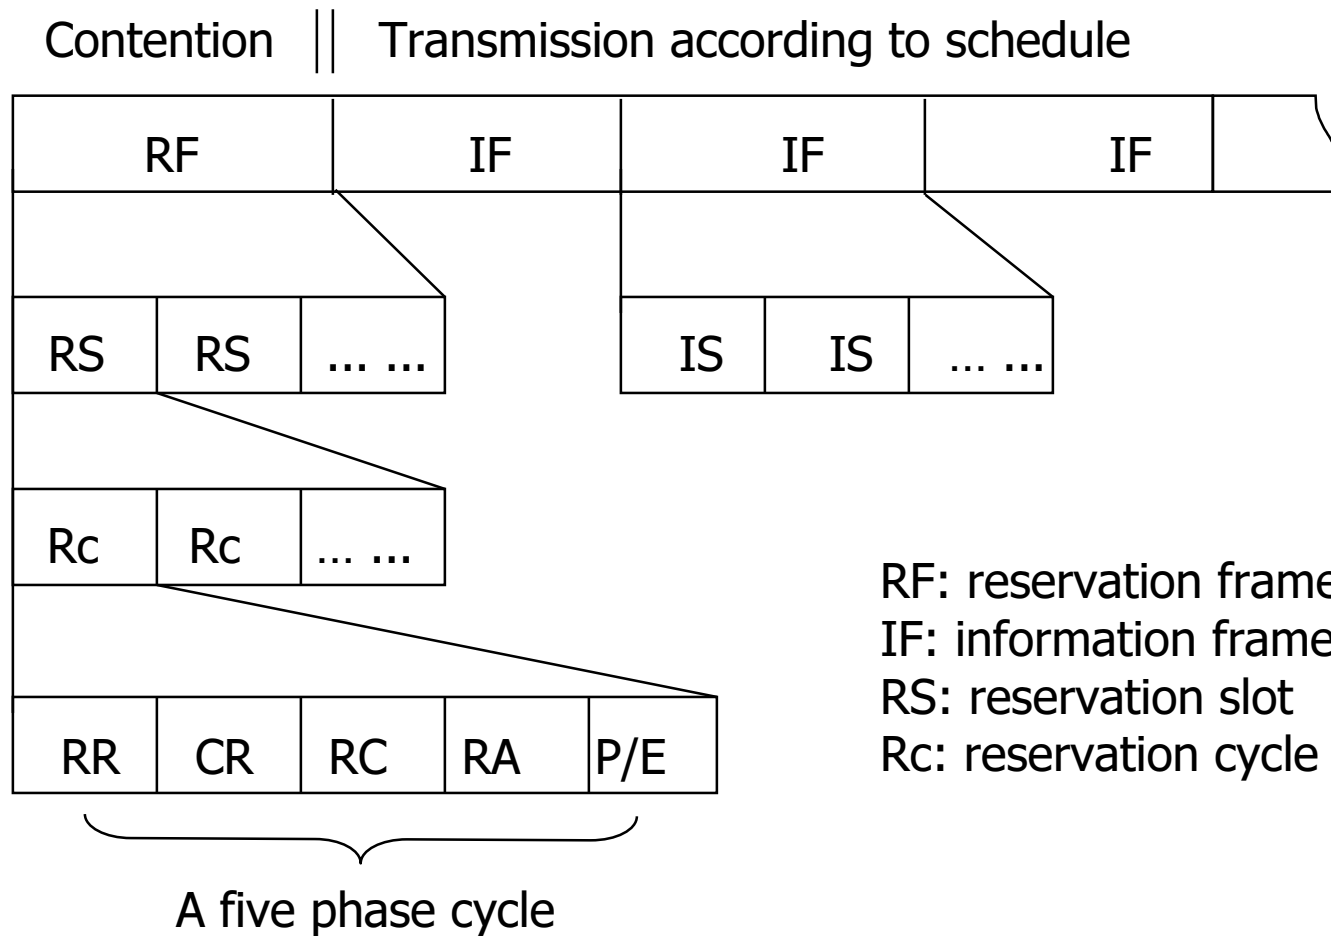 Contention || Transmission according to schedule
RF IF IF IF
RS RS ... ... IS IS ... ...
Rc Rc ... ...
RF: reservation frame
IF: information frame
RS: reservation slot
Rc: reservation cycle
RR CR RC RA P/E
A five phase cycle